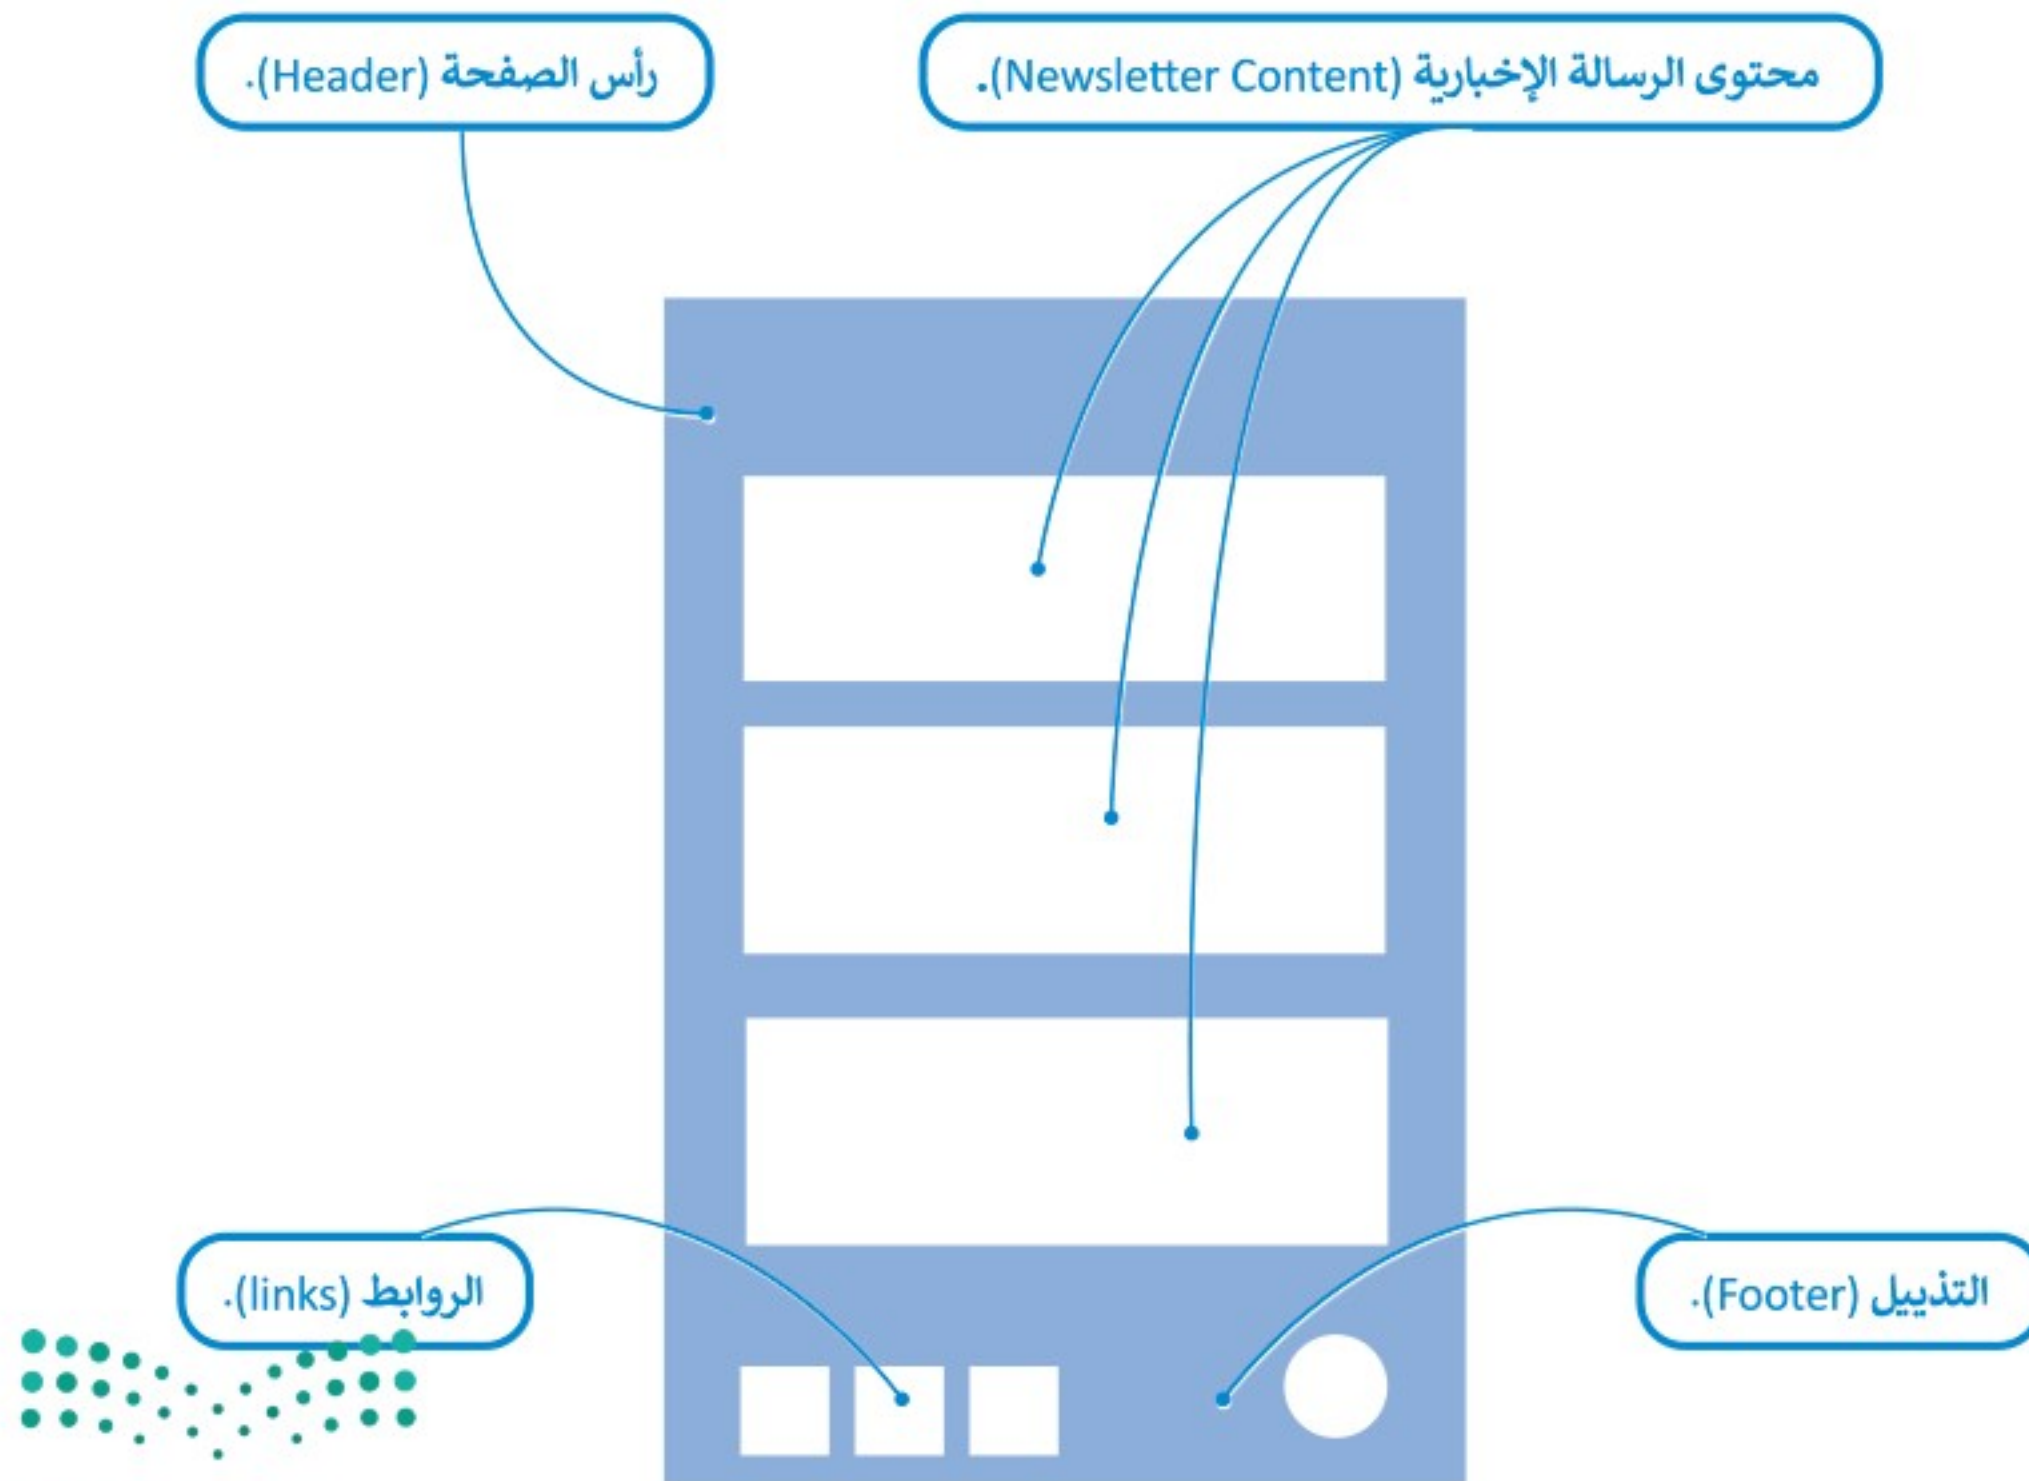 محتوى الرسالة الإخبارية (Newsletter Content).
رأس الصفحة (Header).
التذييل (Footer).
الروابط (links).